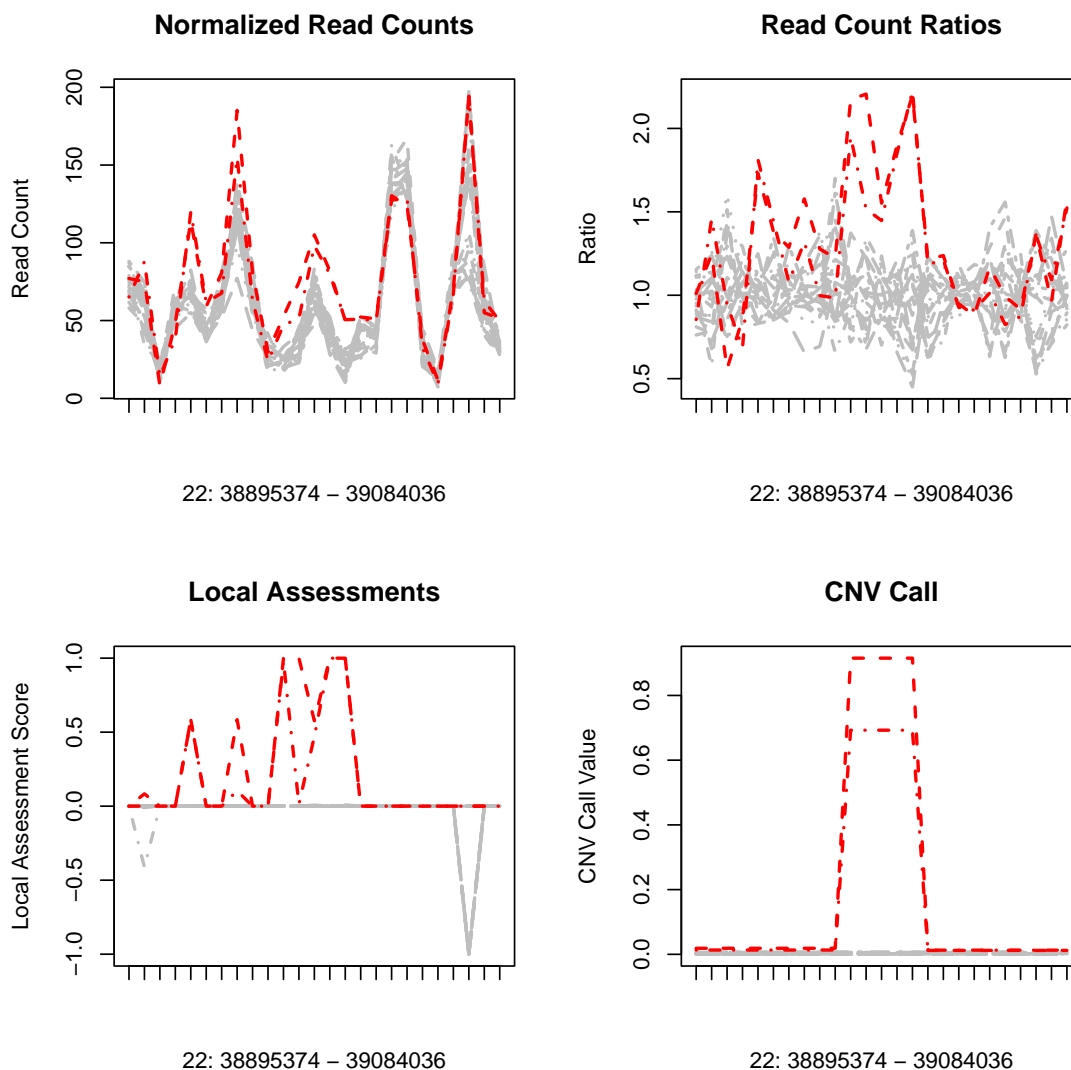 Normalized Read Counts
Read Count
0
50
100
150
200
22: 38895374 – 39084036
Read Count Ratios
Ratio
0.5
1.0
1.5
2.0
22: 38895374 – 39084036
Local Assessments
Local Assessment Score
−1.0
−0.5
0.0
0.5
1.0
22: 38895374 – 39084036
CNV Call
CNV Call Value
0.0
0.2
0.4
0.6
0.8
22: 38895374 – 39084036